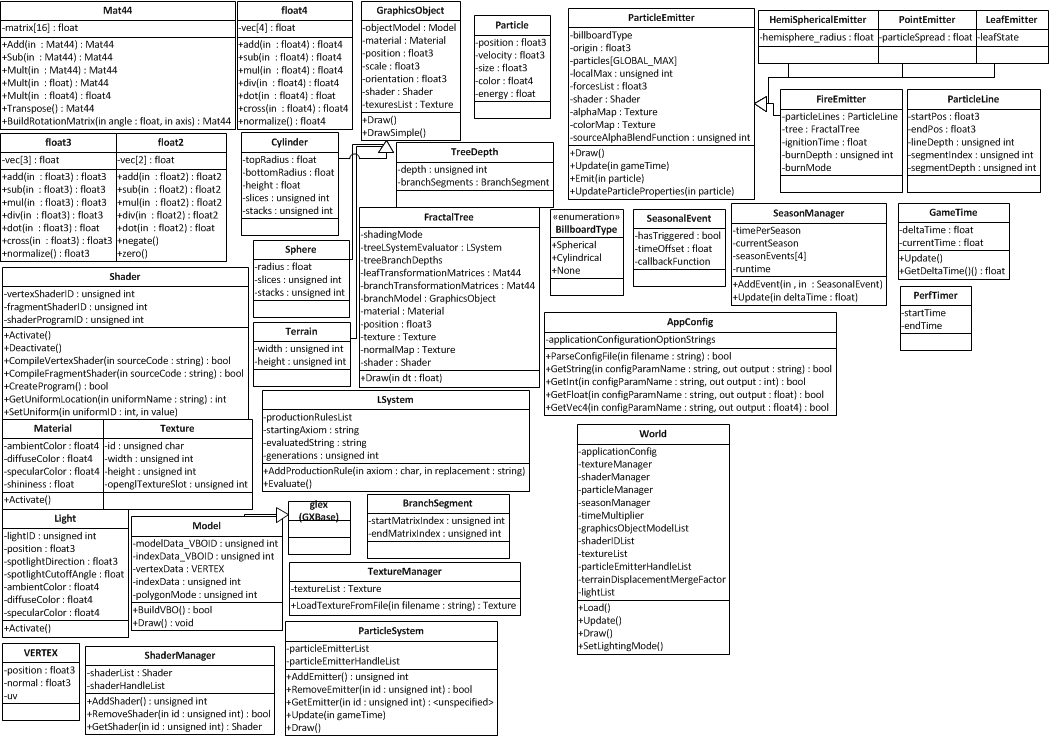 Mat44
-matrix[16] : float
+Add(in : Mat44) : Mat44
+Sub(in : Mat44) : Mat44
+Mult(in : Mat44) : Mat44
+Mult(in : float) : Mat44
+Mult(in : float4) : float4
+Transpose() : Mat44
+BuildRotationMatrix(in angle : float, in axis) : Mat44
float4
-vec[4] : float
+add(in : float4) : float4
+sub(in : float4) : float4
+mul(in : float4) : float4
+div(in : float4) : float4
+dot(in : float4) : float4
+cross(in : float4) : float4
+normalize() : float4
GraphicsObject
-objectModel : Model
-material : Material
-position : float3
-scale : float3
-orientation : float3
-shader : Shader
-texuresList : Texture
+Draw()
+DrawSimple()
Particle
-position : float3
-velocity : float3
-size : float3
-color : float4
-energy : float
ParticleEmitter
-billboardType
-origin : float3
-particles[GLOBAL_MAX]
-localMax : unsigned int
-forcesList : float3
-shader : Shader
-alphaMap : Texture
-colorMap : Texture
-sourceAlphaBlendFunction : unsigned int
+Draw()
+Update(in gameTime)
+Emit(in particle)
+UpdateParticleProperties(in particle)
HemiSphericalEmitter
-hemisphere_radius : float
PointEmitter
-particleSpread : float
LeafEmitter
-leafState
FireEmitter
-particleLines : ParticleLine
-tree : FractalTree
-ignitionTime : float
-burnDepth : unsigned int
-burnMode
ParticleLine
-startPos : float3
-endPos : float3
-lineDepth : unsigned int
-segmentIndex : unsigned int
-segmentDepth : unsigned int
float3
-vec[3] : float
+add(in : float3) : float3
+sub(in : float3) : float3
+mul(in : float3) : float3
+div(in : float3) : float3
+dot(in : float3) : float3
+cross(in : float3) : float3
+normalize() : float3
float2
-vec[2] : float
+add(in : float2) : float2
+sub(in : float2) : float2
+mul(in : float2) : float2
+div(in : float2) : float2
+dot(in : float2) : float2
+negate()
+zero()
Cylinder
-topRadius : float
-bottomRadius : float
-height : float
-slices : unsigned int
-stacks : unsigned int
TreeDepth
-depth : unsigned int
-branchSegments : BranchSegment
FractalTree
-shadingMode
-treeLSystemEvaluator : LSystem
-treeBranchDepths
-leafTransformationMatrices : Mat44
-branchTransformationMatrices : Mat44
-branchModel : GraphicsObject
-material : Material
-position : float3
-texture : Texture
-normalMap : Texture
-shader : Shader
+Draw(in dt : float)
«enumeration»
BillboardType
+Spherical
+Cylindrical
+None
SeasonalEvent
-hasTriggered : bool
-timeOffset : float
-callbackFunction
SeasonManager
-timePerSeason
-currentSeason
-seasonEvents[4]
-runtime
+AddEvent(in , in : SeasonalEvent)
+Update(in deltaTime : float)
GameTime
-deltaTime : float
-currentTime : float
+Update()
+GetDeltaTime()() : float
Sphere
-radius : float
-slices : unsigned int
-stacks : unsigned int
Shader
-vertexShaderID : unsigned int
-fragmentShaderID : unsigned int
-shaderProgramID : unsigned int
+Activate()
+Deactivate()
+CompileVertexShader(in sourceCode : string) : bool
+CompileFragmentShader(in sourceCode : string) : bool
+CreateProgram() : bool
+GetUniformLocation(in uniformName : string) : int
+SetUniform(in uniformID : int, in value)
Terrain
-width : unsigned int
-height : unsigned int
PerfTimer
-startTime
-endTime
AppConfig
-applicationConfigurationOptionStrings
+ParseConfigFile(in filename : string) : bool
+GetString(in configParamName : string, out output : string) : bool
+GetInt(in configParamName : string, out output : int) : bool
+GetFloat(in configParamName : string, out output : float) : bool
+GetVec4(in configParamName : string, out output : float4) : bool
LSystem
-productionRulesList
-startingAxiom : string
-evaluatedString : string
-generations : unsigned int
+AddProductionRule(in axiom : char, in replacement : string)
+Evaluate()
Material
-ambientColor : float4
-diffuseColor : float4
-specularColor : float4
-shininess : float
+Activate()
Texture
-id : unsigned char
-width : unsigned int
-height : unsigned int
-openglTextureSlot : unsigned int
World
-applicationConfig
-textureManager
-shaderManager
-particleManager
-seasonManager
-timeMultiplier
-graphicsObjectModelList
-shaderIDList
-textureList
-particleEmitterHandleList
-terrainDisplacementMergeFactor
-lightList
+Load()
+Update()
+Draw()
+SetLightingMode()
Light
-lightID : unsigned int
-position : float3
-spotlightDirection : float3
-spotlightCutoffAngle : float
-ambientColor : float4
-diffuseColor : float4
-specularColor : float4
+Activate()
Model
-modelData_VBOID : unsigned int
-indexData_VBOID : unsigned int
-vertexData : VERTEX
-indexData : unsigned int
-polygonMode : unsigned int
+BuildVBO() : bool
+Draw() : void
glex
(GXBase)
BranchSegment
-startMatrixIndex : unsigned int
-endMatrixIndex : unsigned int
TextureManager
-textureList : Texture
+LoadTextureFromFile(in filename : string) : Texture
VERTEX
-position : float3
-normal : float3
-uv
ShaderManager
-shaderList : Shader
-shaderHandleList
+AddShader() : unsigned int
+RemoveShader(in id : unsigned int) : bool
+GetShader(in id : unsigned int) : Shader
ParticleSystem
-particleEmitterList
-particleEmitterHandleList
+AddEmitter() : unsigned int
+RemoveEmitter(in id : unsigned int) : bool
+GetEmitter(in id : unsigned int) : <unspecified>
+Update(in gameTime)
+Draw()